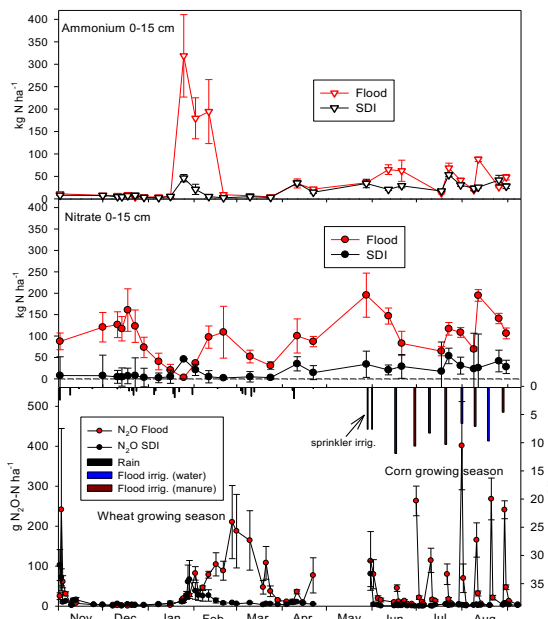 400
350
300
250
200
150
100
50
0
kg N ha⁻¹
Ammonium 0-15 cm
Flood
SDI
400
350
300
250
200
150
100
50
0
kg N ha⁻¹
Nitrate 0-15 cm
Flood
SDI
500
400
300
200
100
0
g N₂O-N ha⁻¹
N₂O Flood
N₂O SDI
Rain
Flood irrig. (water)
Flood irrig. (manure)
sprinkler irrig.
Wheat growing season
Corn growing season
0
5
10
15
20
25
30
35
Nov Dec Jan Feb Mar Apr May Jun Jul Aug